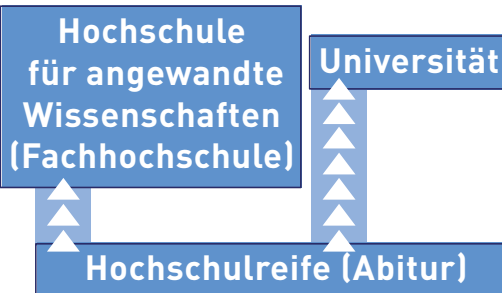 Hochschule
für angewandte
Wissenschaften
(Fachhochschule)
Universität
Hochschulreife (Abitur)